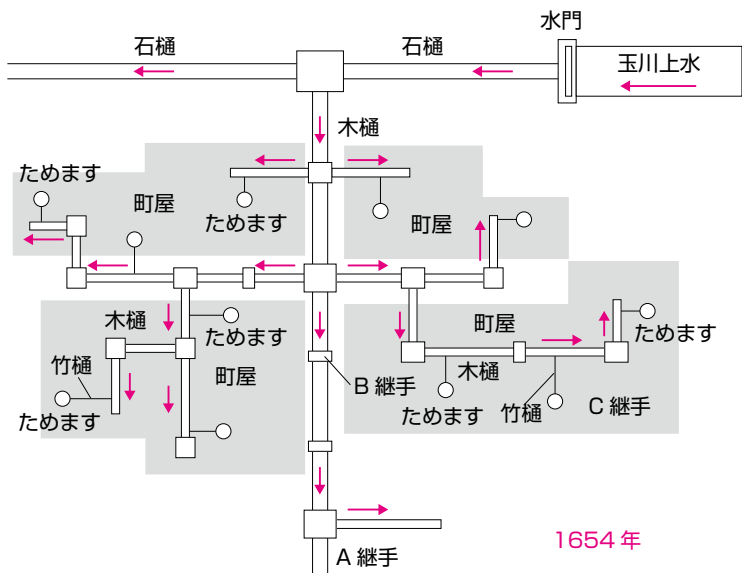 水門
石樋
石樋
玉川上水
木樋
ためます
町屋
ためます
町屋
木樋
ためます
町屋
竹樋
ためます
町屋
ためます
B 継手
木樋
ためます
竹樋
C 継手
A 継手
1654 年